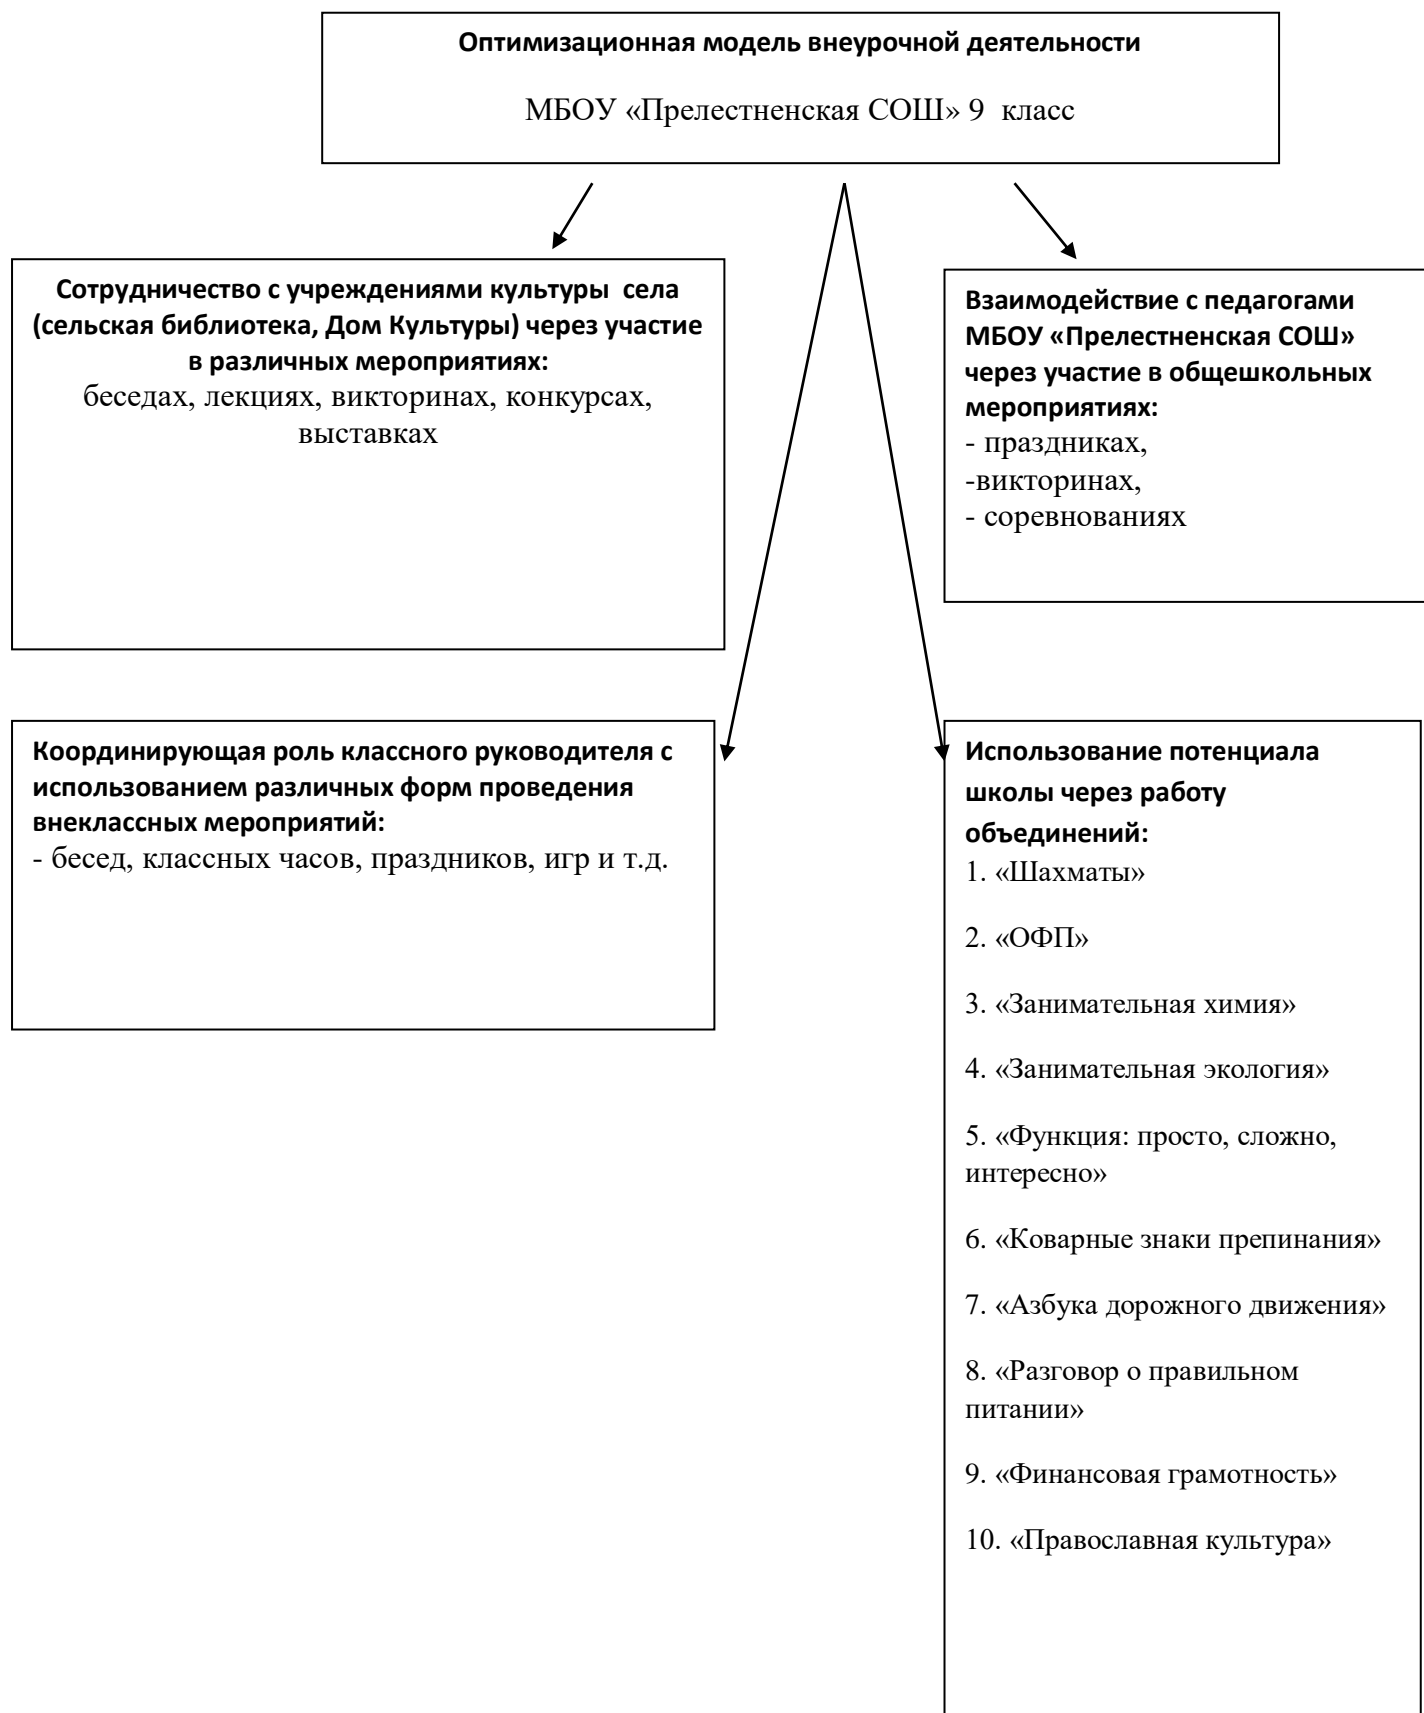 Оптимизационная модель внеурочной деятельности
МБОУ «Прелестненская СОШ» 9 класс
Сотрудничество с учреждениями культуры села
(сельская библиотека, Дом Культуры) через участие
в различных мероприятиях:
беседах, лекциях, викторинах, конкурсах,
выставках
Взаимодействие с педагогами
МБОУ «Прелестненская СОШ»
через участие в общешкольных
мероприятиях:
- праздниках,
-викторинах,
- соревнованиях
Координирующая роль классного руководителя с
использованием различных форм проведения
внеклассных мероприятий:
- бесед, классных часов, праздников, игр и т.д.
Использование потенциала
школы через работу
объединений:
1. «Шахматы»
2. «ОФП»
3. «Занимательная химия»
4. «Занимательная экология»
5. «Функция: просто, сложно,
интересно»
6. «Коварные знаки препинания»
7. «Азбука дорожного движения»
8. «Разговор о правильном
питании»
9. «Финансовая грамотность»
10. «Православная культура»